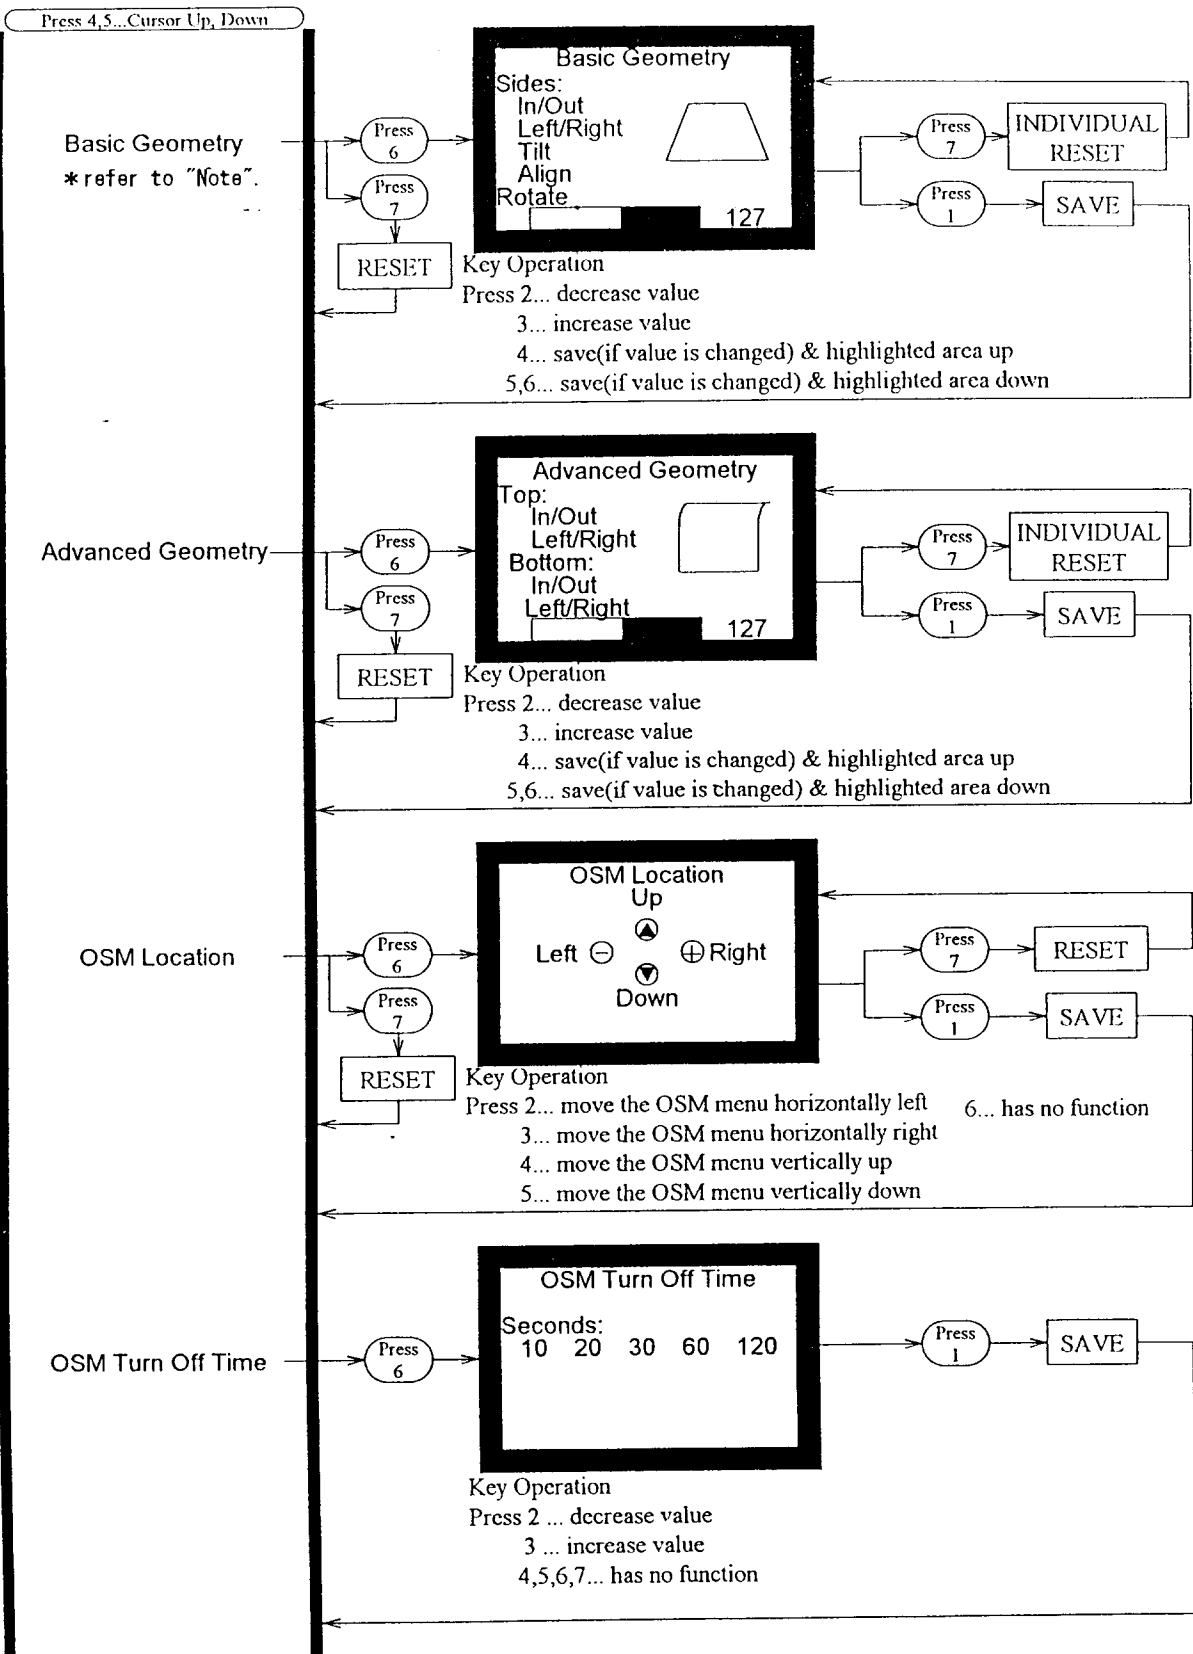 Press 4,5...Cursor Up, Down
Basic Geometry
*refer to "Note".
Press
6
Press
7
RESET
Basic Geometry
Sides:
In/Out
Left/Right
Tilt
Align
Rotate
127
Press
7
INDIVIDUAL
RESET
Press
1
SAVE
Key Operation
Press 2... decrease value
3... increase value
4... save(if value is changed) & highlighted area up
5,6... save(if value is changed) & highlighted area down
Advanced Geometry
Press
6
Press
7
RESET
Advanced Geometry
Top:
In/Out
Left/Right
Bottom:
In/Out
Left/Right
127
Press
7
INDIVIDUAL
RESET
Press
1
SAVE
Key Operation
Press 2... decrease value
3... increase value
4... save(if value is changed) & highlighted area up
5,6... save(if value is changed) & highlighted area down
OSM Location
Press
6
Press
7
RESET
OSM Location
Up
Left
Right
Down
Press
7
RESET
Press
1
SAVE
Key Operation
Press 2... move the OSM menu horizontally left 6... has no function
3... move the OSM menu horizontally right
4... move the OSM menu vertically up
5... move the OSM menu vertically down
OSM Turn Off Time
Press
6
OSM Turn Off Time
Seconds:
10 20 30 60 120
Press
1
SAVE
Key Operation
Press 2 ... decrease value
3 ... increase value
4,5,6,7... has no function